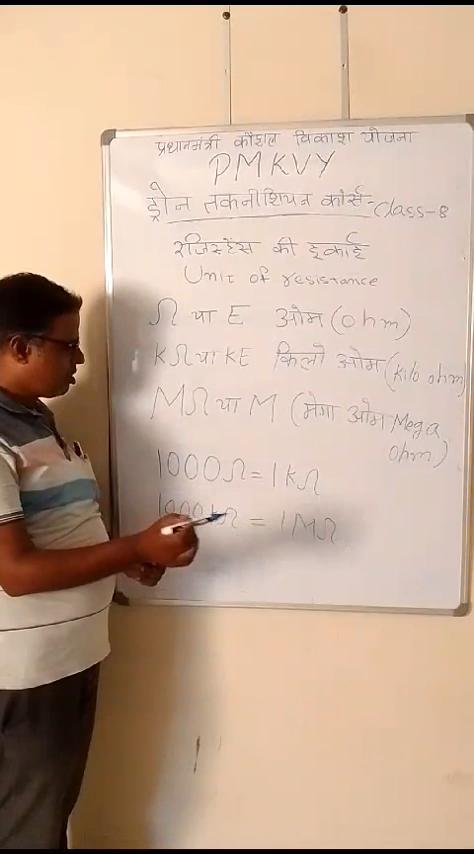 प्रधानमंत्री कौशल विकाश योजना
PMKVY
ड्रोन तकनीशियन कोर्स- Class-8
रजिस्टेंस की इकाई
Unit of resistance
Ω या E ओम (ohm)
KΩ या KE किलो ओम (kilo ohm)
MΩ या M (मेगा ओम Mega
ohm)
1000Ω = 1KΩ
1000kΩ = 1MΩ